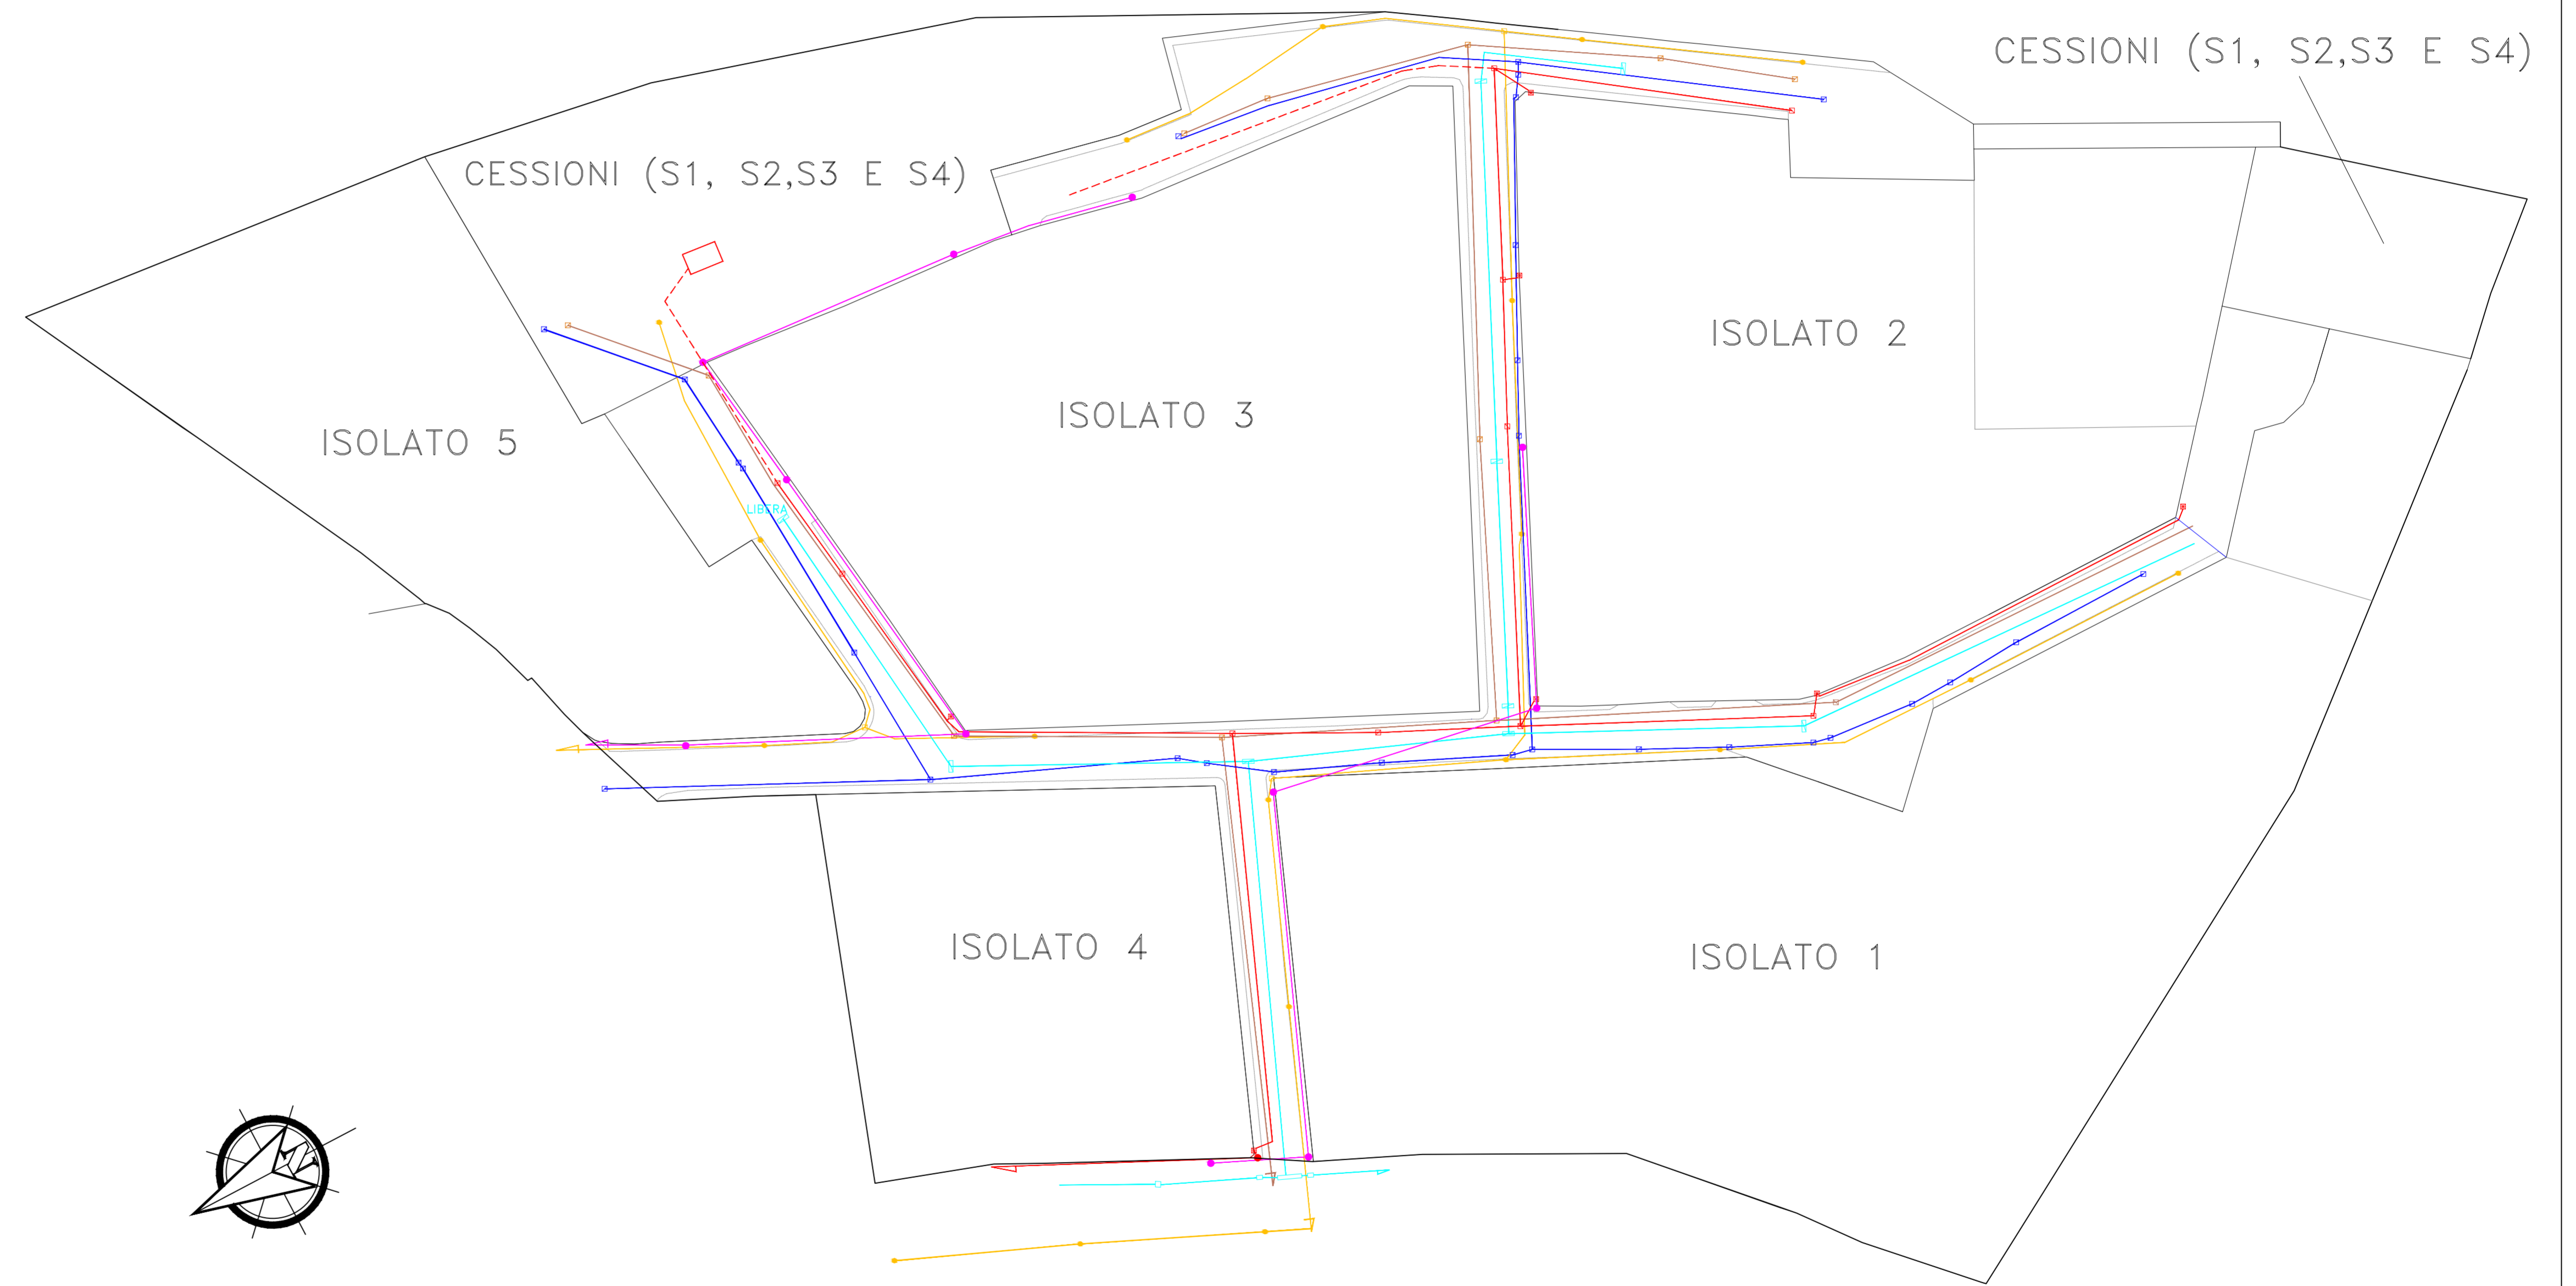 CESSIONI (S1, S2,S3 E S4)
CESSIONI (S1, S2,S3 E S4)
ISOLATO 2
ISOLATO 3
ISOLATO 5
LIBERA
ISOLATO 4
ISOLATO 1
N